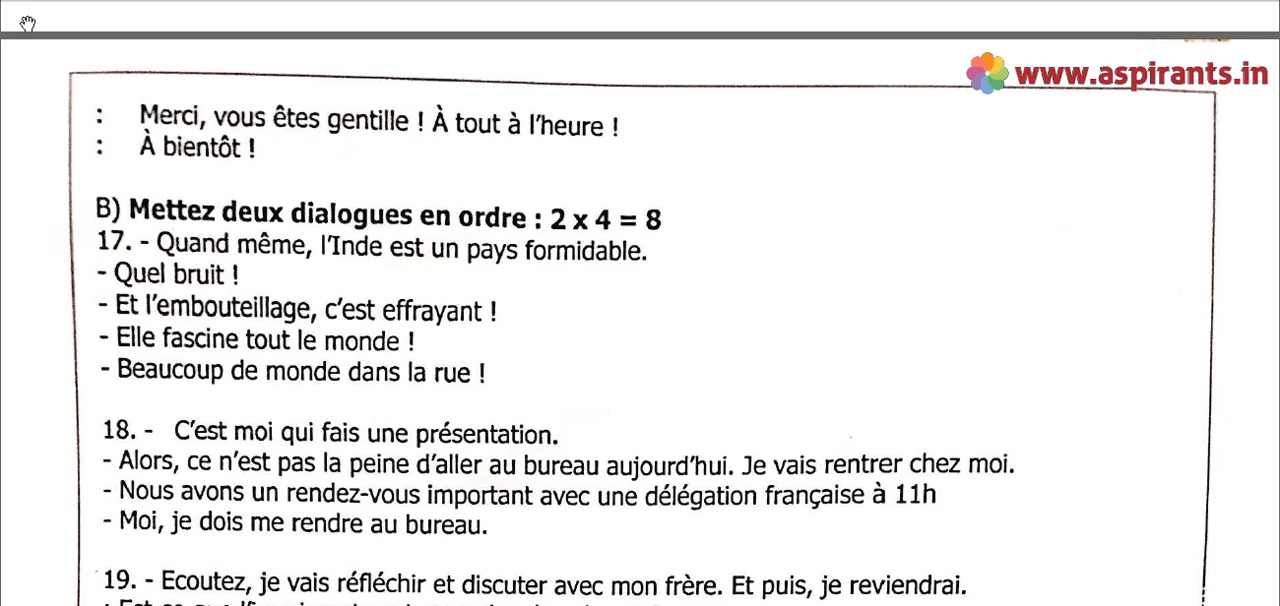 www.aspirants.in
: Merci, vous êtes gentille ! À tout à l'heure !
: À bientôt !
B) Mettez deux dialogues en ordre : 2 x 4 = 8
17. - Quand même, l'Inde est un pays formidable.
- Quel bruit !
- Et l'embouteillage, c'est effrayant !
- Elle fascine tout le monde !
- Beaucoup de monde dans la rue !
18. - C'est moi qui fais une présentation.
- Alors, ce n'est pas la peine d'aller au bureau aujourd'hui. Je vais rentrer chez moi.
- Nous avons un rendez-vous important avec une délégation française à 11h
- Moi, je dois me rendre au bureau.
19. - Ecoutez, je vais réfléchir et discuter avec mon frère. Et puis, je reviendrai.